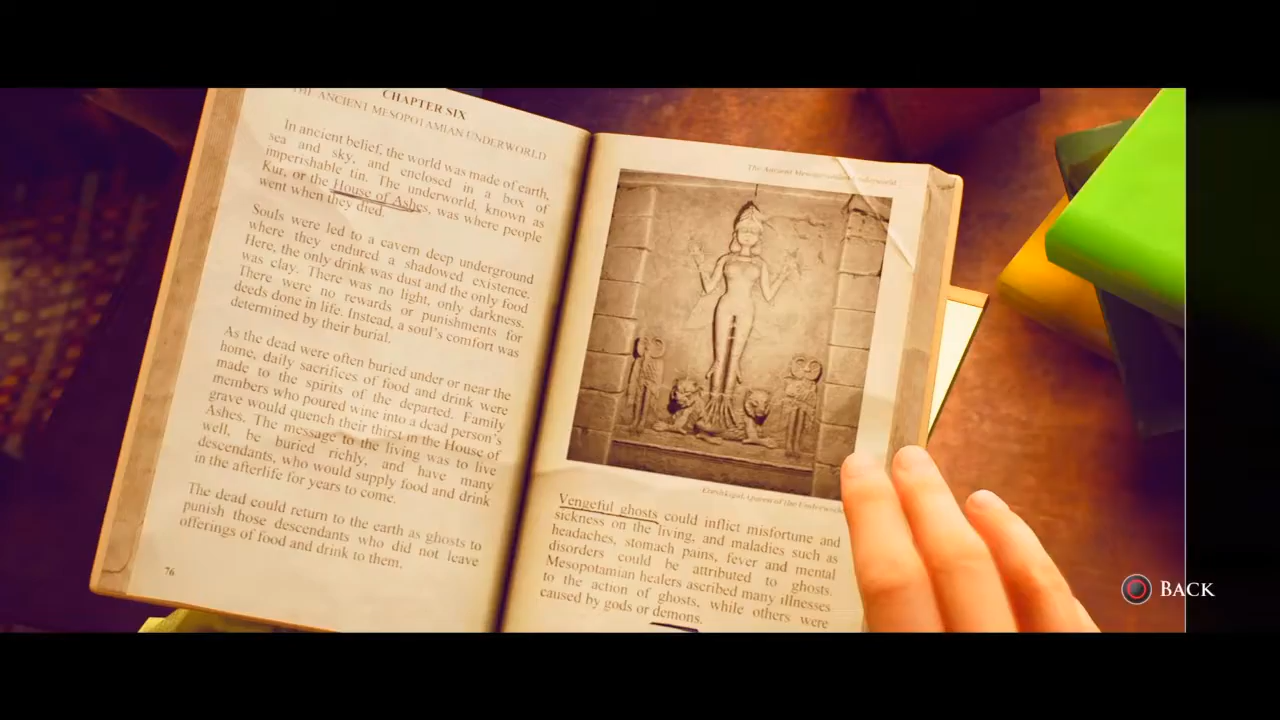 CHAPTER SIX
THE ANCIENT MESOPOTAMIAN UNDERWORLD
In ancient belief, the world was made of earth,
sea and sky, and enclosed in a box of
imperishable tin. The underworld, known as
Kur, or the House of Ashes, was where people
went when they died.
Souls were led to a cavern deep underground
where they endured a shadowed existence.
Here, the only drink was dust and the only food
was clay. There was no light, only darkness.
There were no rewards or punishments for
deeds done in life. Instead, a soul's comfort was
determined by their burial.
As the dead were often buried under or near the
home, daily sacrifices of food and drink were
made to the spirits of the departed. Family
members who poured wine into a dead person's
grave would quench their thirst in the House of
Ashes. The message to the living was to live
well, be buried richly, and have many
descendants, who would supply food and drink
in the afterlife for years to come.
The dead could return to the earth as ghosts to
punish those descendants who did not leave
offerings of food and drink to them.
76
The Ancient Mesopotamian Underworld
Ereshkigal, Queen of the Underworld
Vengeful ghosts could inflict misfortune and
sickness on the living, and maladies such as
headaches, stomach pains, fever and mental
disorders could be attributed to ghosts.
Mesopotamian healers ascribed many illnesses
to the action of ghosts, while others were
caused by gods or demons.
BACK